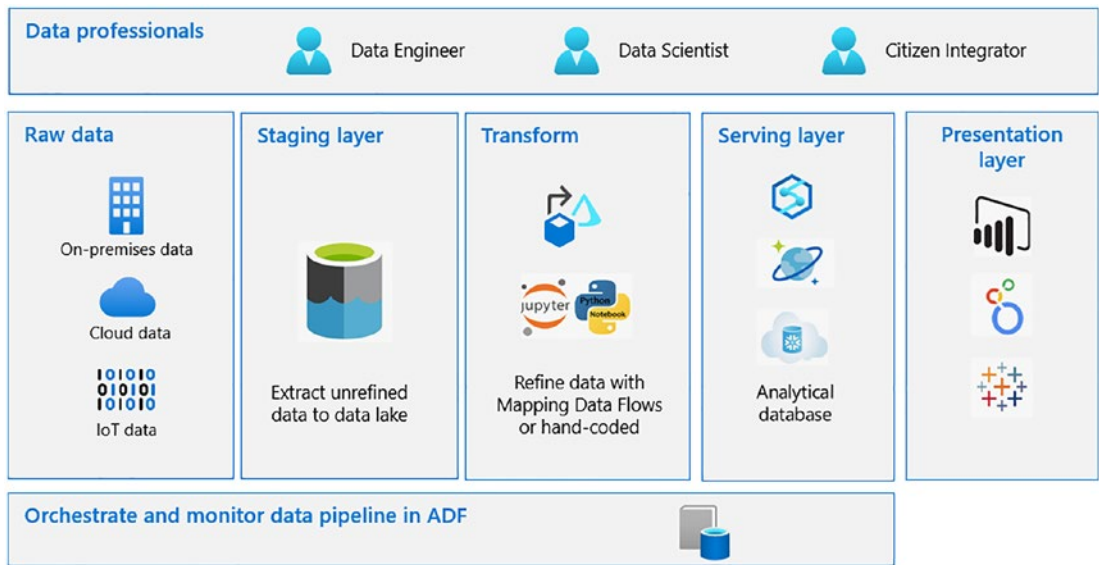 Data professionals
Data Engineer
Data Scientist
Citizen Integrator
Raw data
On-premises data
Cloud data
IoT data
Staging layer
Extract unrefined
data to data lake
Transform
jupyter
Python
Notebook
Refine data with
Mapping Data Flows
or hand-coded
Serving layer
Analytical
database
Presentation
layer
Orchestrate and monitor data pipeline in ADF